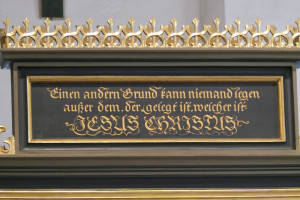 Einen andern Grund kann niemand legen
außer dem, der gelegt ist, welcher ist
JESUS CHRISTUS